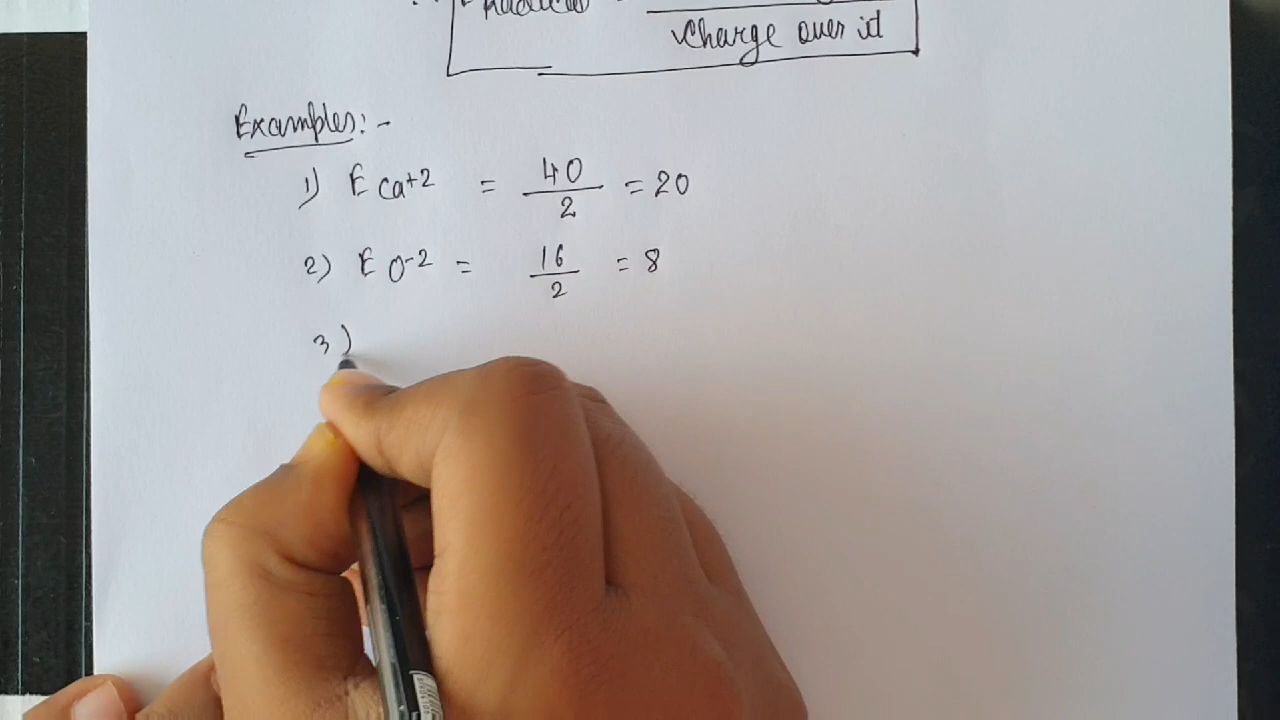 Charge over it
Examples:-
1) E Ca+2 = 40/2 = 20
2) E O-2 = 16/2 = 8
3)